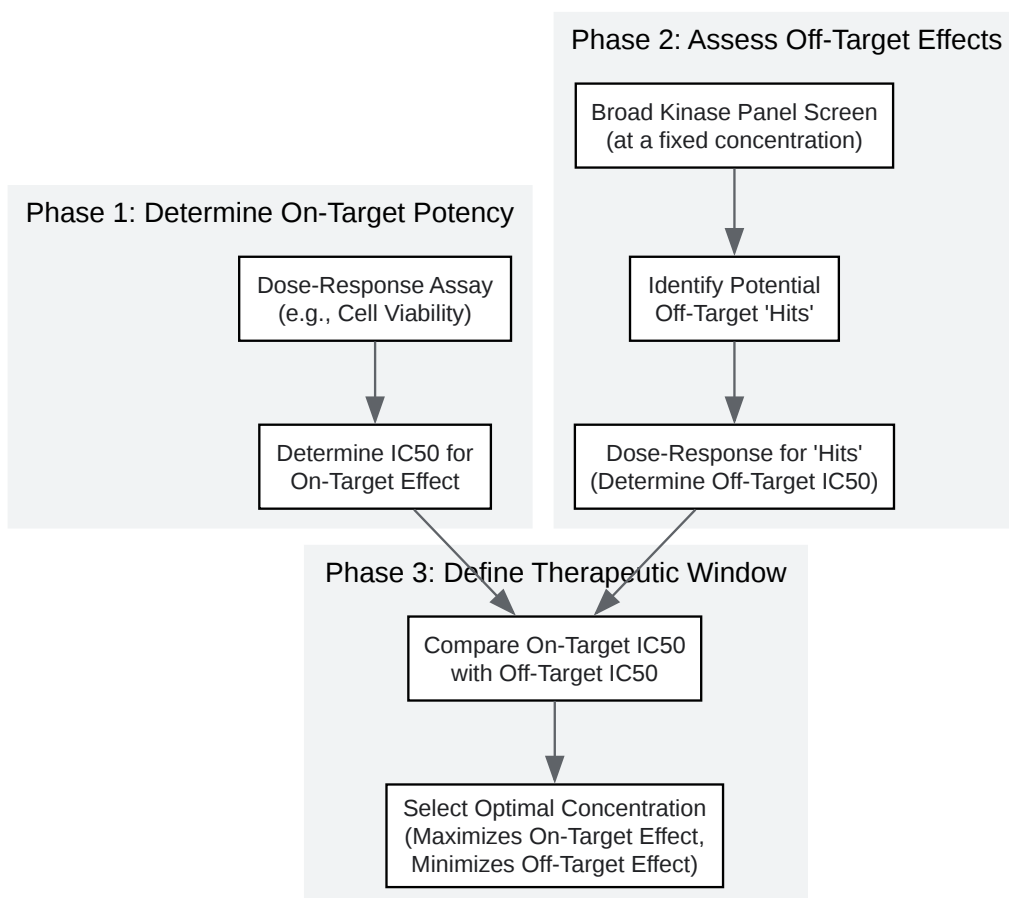 Phase 2: Assess Off-Target Effects
Broad Kinase Panel Screen
(at a fixed concentration)
Identify Potential
Off-Target 'Hits'
Dose-Response for 'Hits'
(Determine Off-Target IC50)
Phase 1: Determine On-Target Potency
Dose-Response Assay
(e.g., Cell Viability)
Determine IC50 for
On-Target Effect
Phase 3: Define Therapeutic Window
Compare On-Target IC50
with Off-Target IC50
Select Optimal Concentration
(Maximizes On-Target Effect,
Minimizes Off-Target Effect)